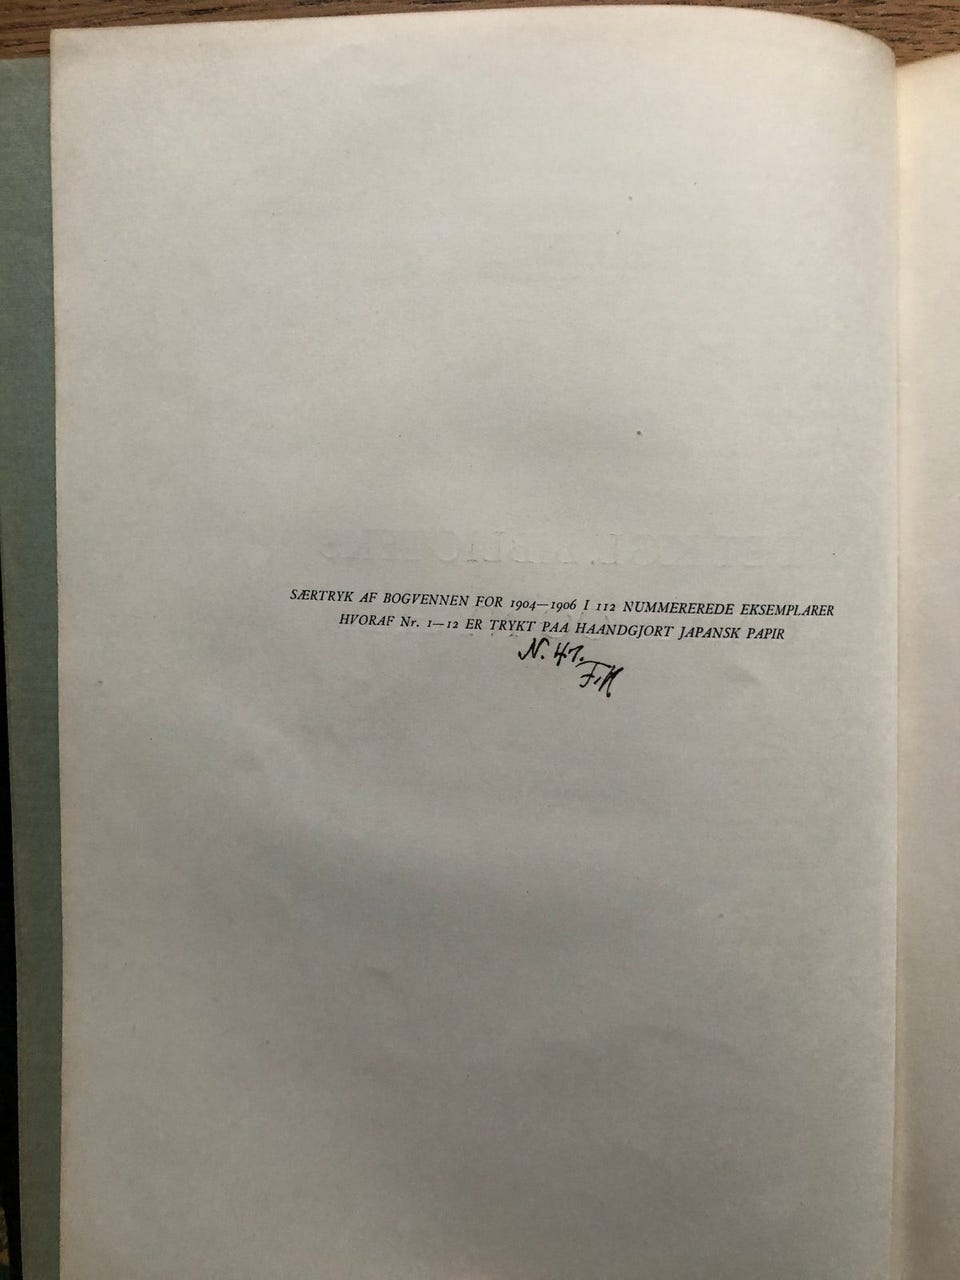 SÆRTRYK AF BOGVENNEN FOR 1904—1906 I 112 NUMMEREREDE EKSEMPLARER
HVORAF Nr. 1—12 ER TRYKT PAA HAANDGJORT JAPANSK PAPIR
N. 47.